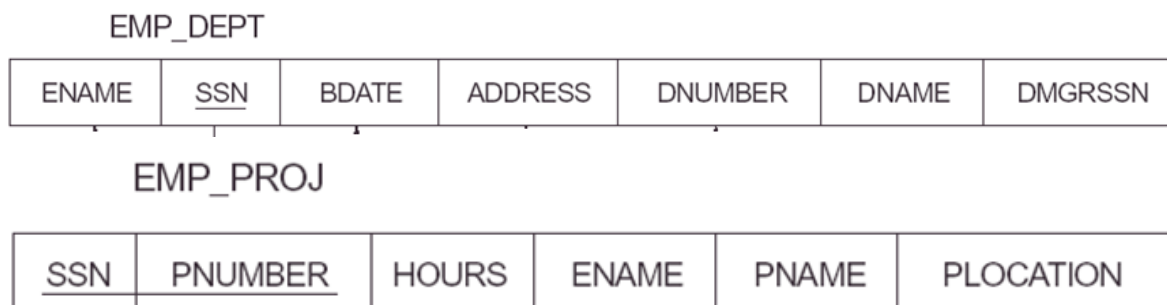 EMP_DEPT
ENAME SSN BDATE ADDRESS DNUMBER DNAME DMGRSSN
EMP_PROJ
SSN PNUMBER HOURS ENAME PNAME PLOCATION